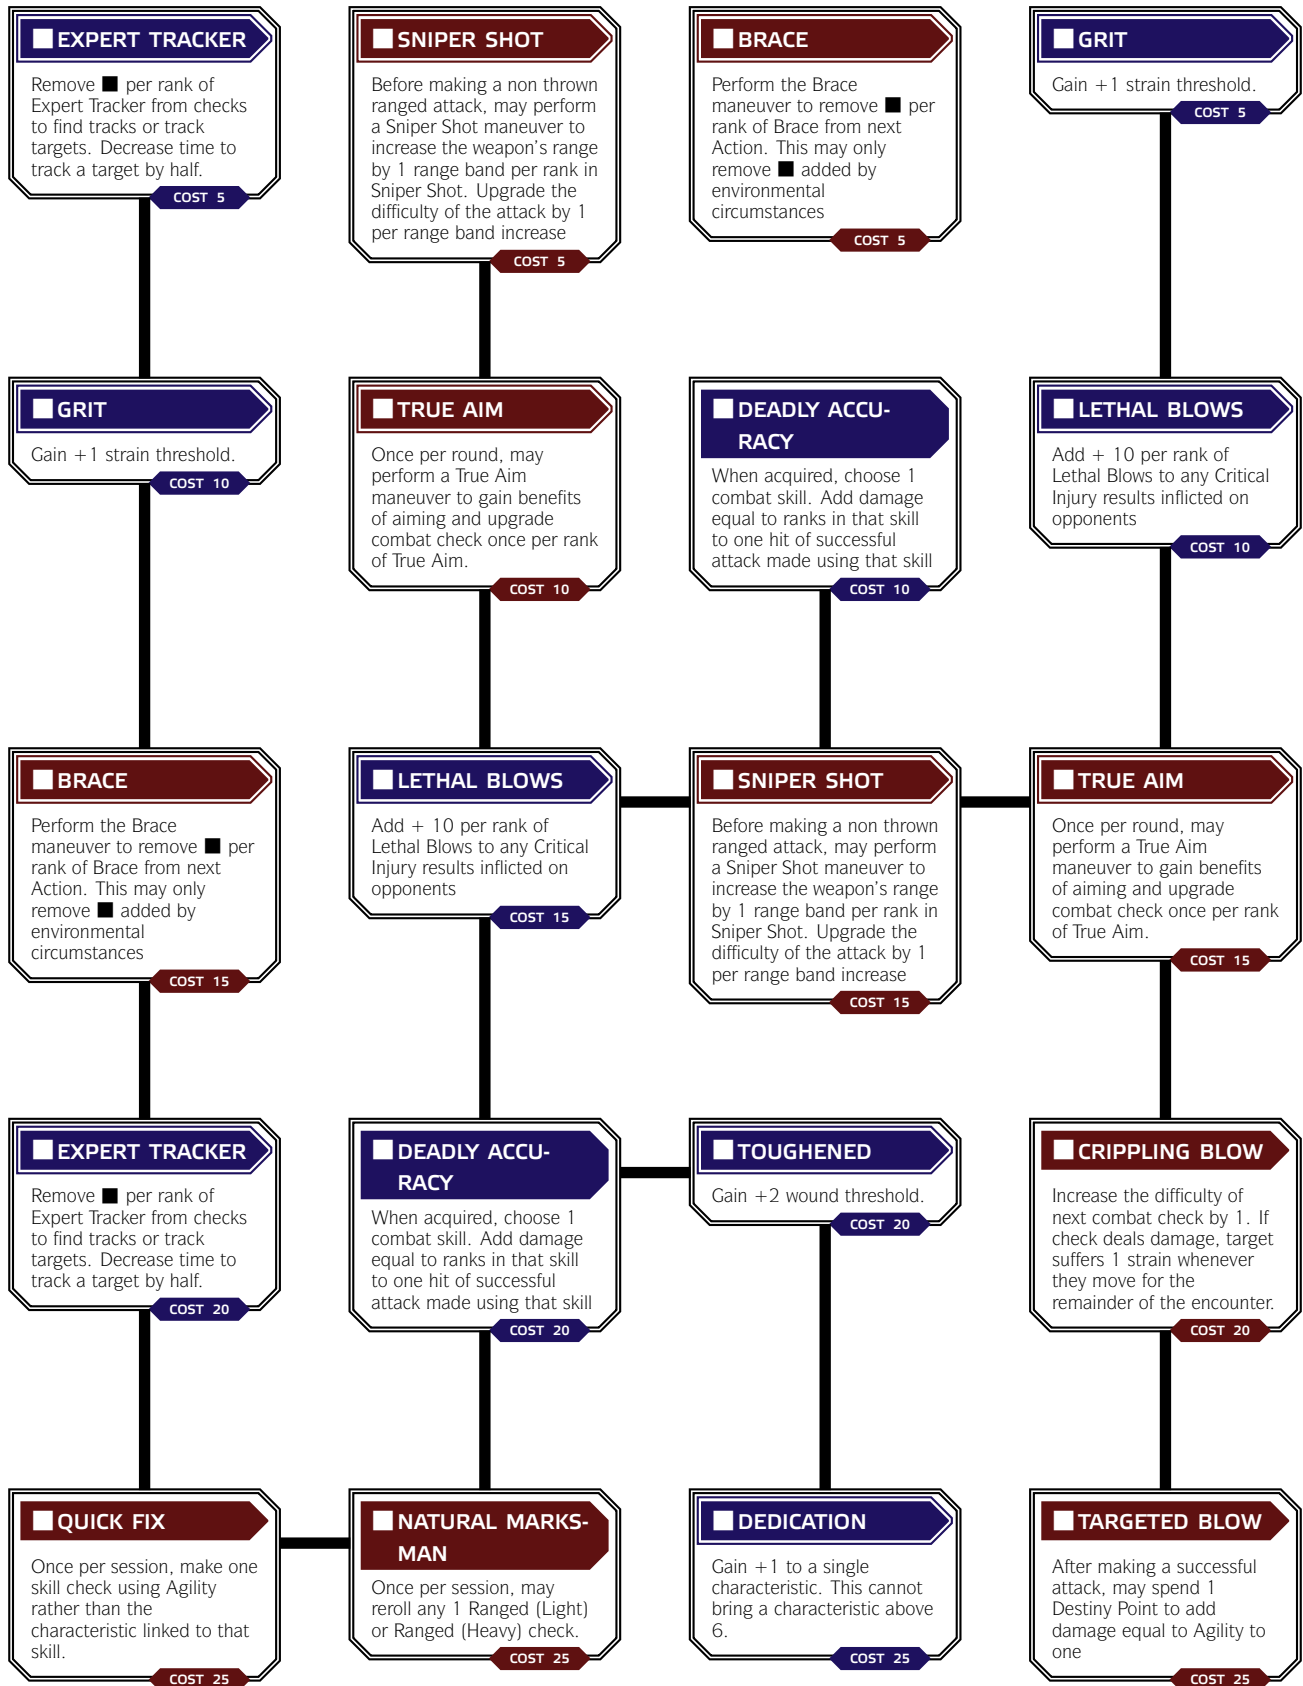 EXPERT TRACKER
Remove ■ per rank of
Expert Tracker from checks
to find tracks or track
targets. Decrease time to
track a target by half.
COST 5
SNIPER SHOT
Before making a non thrown
ranged attack, may perform
a Sniper Shot maneuver to
increase the weapon's range
by 1 range band per rank in
Sniper Shot. Upgrade the
difficulty of the attack by 1
per range band increase
COST 5
BRACE
Perform the Brace
maneuver to remove ■ per
rank of Brace from next
Action. This may only
remove ■ added by
environmental
circumstances
COST 5
GRIT
Gain +1 strain threshold.
COST 5
GRIT
Gain +1 strain threshold.
COST 10
TRUE AIM
Once per round, may
perform a True Aim
maneuver to gain benefits
of aiming and upgrade
combat check once per rank
of True Aim.
COST 10
DEADLY ACCU-
RACY
When acquired, choose 1
combat skill. Add damage
equal to ranks in that skill
to one hit of successful
attack made using that skill
COST 10
LETHAL BLOWS
Add + 10 per rank of
Lethal Blows to any Critical
Injury results inflicted on
opponents
COST 10
BRACE
Perform the Brace
maneuver to remove ■ per
rank of Brace from next
Action. This may only
remove ■ added by
environmental
circumstances
COST 15
LETHAL BLOWS
Add + 10 per rank of
Lethal Blows to any Critical
Injury results inflicted on
opponents
COST 15
SNIPER SHOT
Before making a non thrown
ranged attack, may perform
a Sniper Shot maneuver to
increase the weapon's range
by 1 range band per rank in
Sniper Shot. Upgrade the
difficulty of the attack by 1
per range band increase
COST 15
TRUE AIM
Once per round, may
perform a True Aim
maneuver to gain benefits
of aiming and upgrade
combat check once per rank
of True Aim.
COST 15
EXPERT TRACKER
Remove ■ per rank of
Expert Tracker from checks
to find tracks or track
targets. Decrease time to
track a target by half.
COST 20
DEADLY ACCU-
RACY
When acquired, choose 1
combat skill. Add damage
equal to ranks in that skill
to one hit of successful
attack made using that skill
COST 20
TOUGHENED
Gain +2 wound threshold.
COST 20
CRIPPLING BLOW
Increase the difficulty of
next combat check by 1. If
check deals damage, target
suffers 1 strain whenever
they move for the
remainder of the encounter.
COST 20
QUICK FIX
Once per session, make one
skill check using Agility
rather than the
characteristic linked to that
skill.
COST 25
NATURAL MARKS-
MAN
Once per session, may
reroll any 1 Ranged (Light)
or Ranged (Heavy) check.
COST 25
DEDICATION
Gain +1 to a single
characteristic. This cannot
bring a characteristic above
6.
COST 25
TARGETED BLOW
After making a successful
attack, may spend 1
Destiny Point to add
damage equal to Agility to
one
COST 25